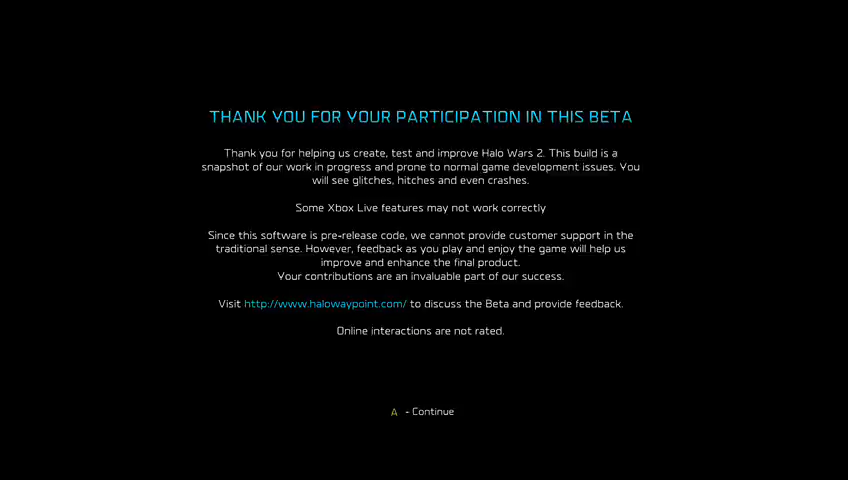 THANK YOU FOR YOUR PARTICIPATION IN THIS BETA
Thank you for helping us create, test and improve Halo Wars 2. This build is a
snapshot of our work in progress and prone to normal game development issues. You
will see glitches, hitches and even crashes.
Some Xbox Live features may not work correctly
Since this software is pre-release code, we cannot provide customer support in the
traditional sense. However, feedback as you play and enjoy the game will help us
improve and enhance the final product.
Your contributions are an invaluable part of our success.
Visit http://www.halowaypoint.com/ to discuss the Beta and provide feedback.
Online interactions are not rated.
A - Continue